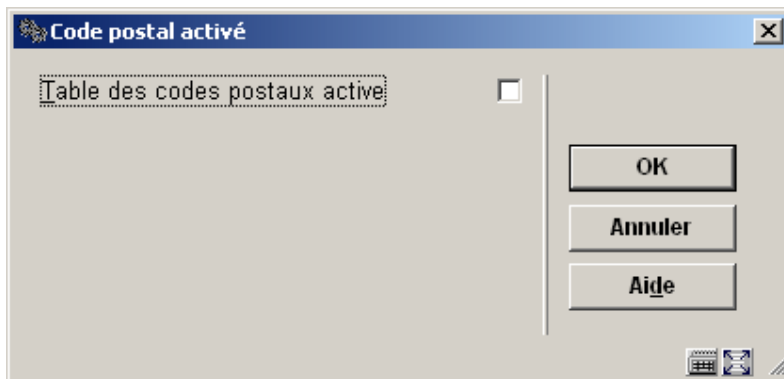 Code postal activé
Table des codes postaux active
OK
Annuler
Aide